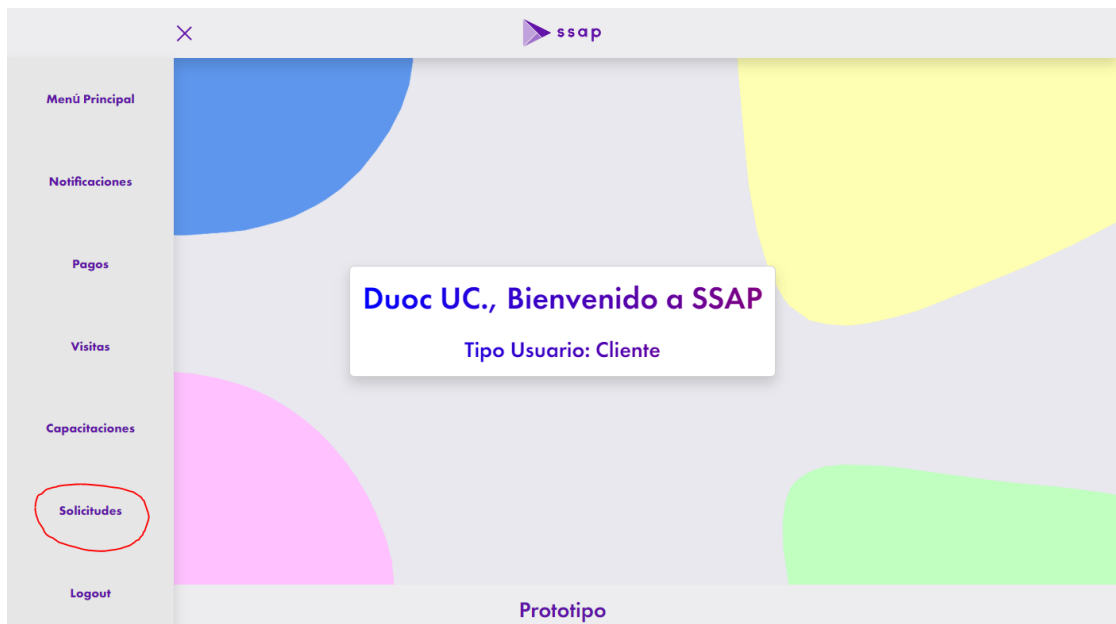 ssap
Menú Principal
Notificaciones
Pagos
Visitas
Capacitaciones
Solicitudes
Logout
Duoc UC., Bienvenido a SSAP
Tipo Usuario: Cliente
Prototipo